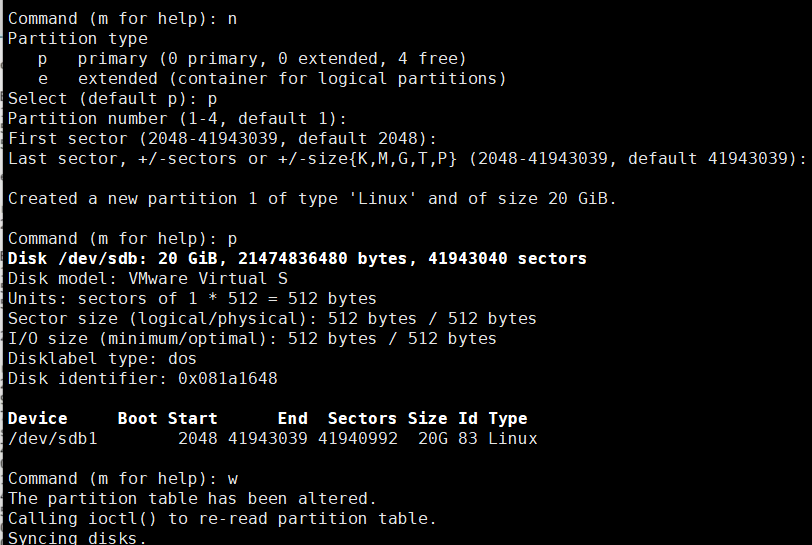 Command (m for help): n
Partition type
   p   primary (0 primary, 0 extended, 4 free)
   e   extended (container for logical partitions)
Select (default p): p
Partition number (1-4, default 1):
First sector (2048-41943039, default 2048):
Last sector, +/-sectors or +/-size{K,M,G,T,P} (2048-41943039, default 41943039):
Created a new partition 1 of type 'Linux' and of size 20 GiB.
Command (m for help): p
Disk /dev/sdb: 20 GiB, 21474836480 bytes, 41943040 sectors
Disk model: VMware Virtual S
Units: sectors of 1 * 512 = 512 bytes
Sector size (logical/physical): 512 bytes / 512 bytes
I/O size (minimum/optimal): 512 bytes / 512 bytes
Disklabel type: dos
Disk identifier: 0x081a1648
Device     Boot Start      End  Sectors Size Id Type
/dev/sdb1        2048 41943039 41940992  20G 83 Linux
Command (m for help): w
The partition table has been altered.
Calling ioctl() to re-read partition table.
Syncing disks.